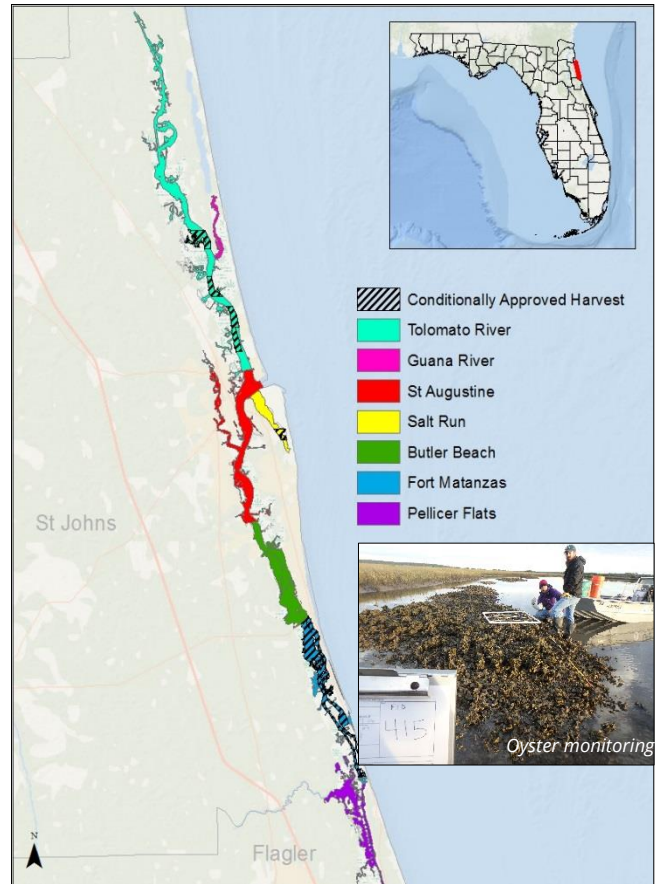 Conditionally Approved Harvest
Tolomato River
Guana River
St Augustine
Salt Run
Butler Beach
Fort Matanzas
Pellicer Flats
St Johns
415
Oyster monitoring
N
Flagler